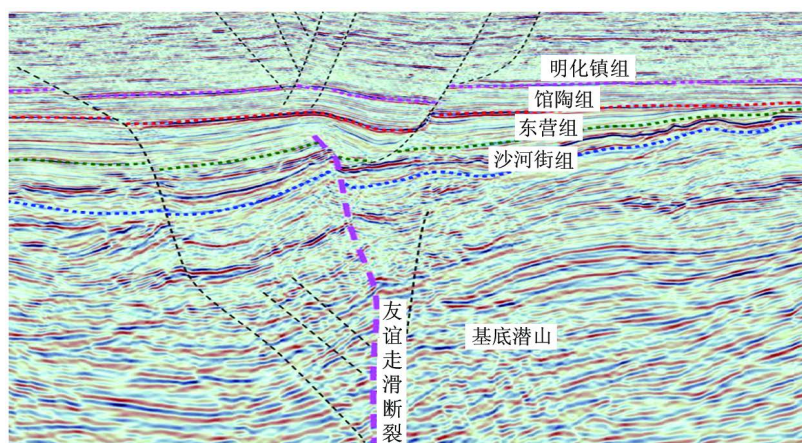 明化镇组
馆陶组
东营组
沙河街组
友谊走滑断裂
基底潜山